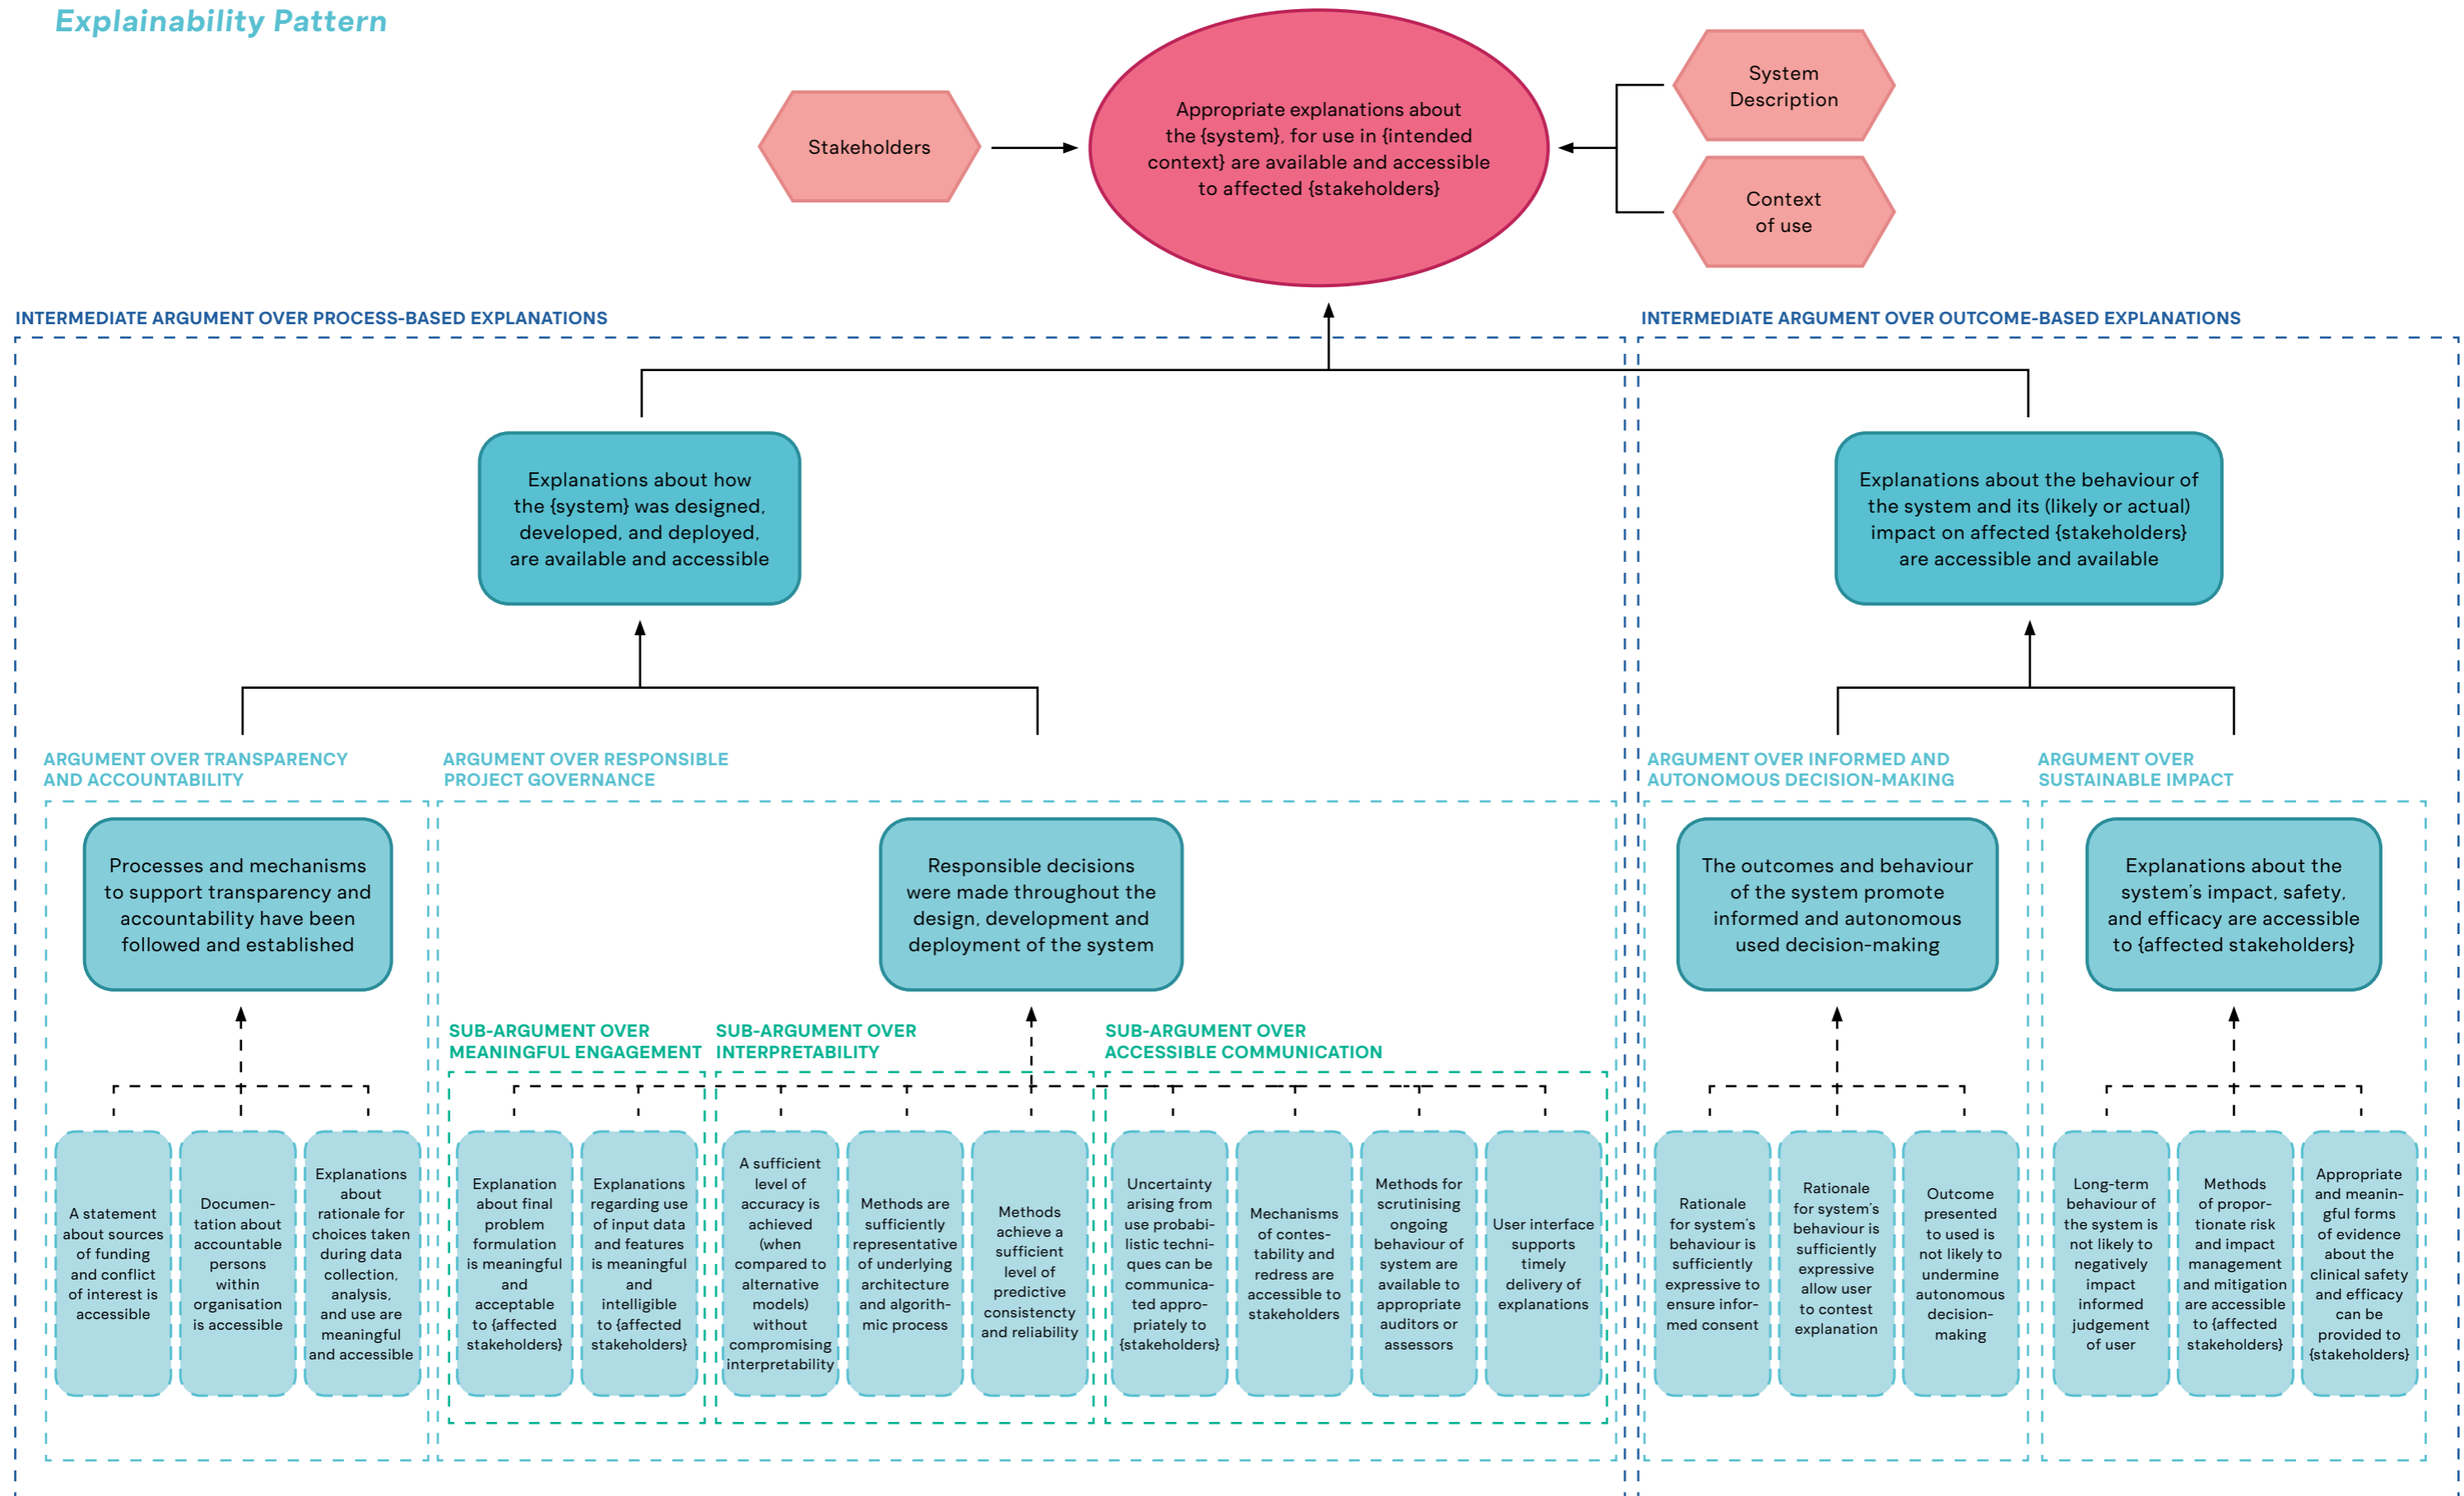 Explainability Pattern
Stakeholders
Appropriate explanations about
the {system}, for use in {intended
context} are available and accessible
to affected {stakeholders}
System
Description
Context
of use
INTERMEDIATE ARGUMENT OVER PROCESS-BASED EXPLANATIONS
INTERMEDIATE ARGUMENT OVER OUTCOME-BASED EXPLANATIONS
Explanations about how
the {system} was designed,
developed, and deployed,
are available and accessible
Explanations about the behaviour of
the system and its (likely or actual)
impact on affected {stakeholders}
are accessible and available
ARGUMENT OVER TRANSPARENCY
AND ACCOUNTABILITY
ARGUMENT OVER RESPONSIBLE
PROJECT GOVERNANCE
ARGUMENT OVER INFORMED AND
AUTONOMOUS DECISION-MAKING
ARGUMENT OVER
SUSTAINABLE IMPACT
Processes and mechanisms
to support transparency and
accountability have been
followed and established
Responsible decisions
were made throughout the
design, development and
deployment of the system
The outcomes and behaviour
of the system promote
informed and autonomous
used decision-making
Explanations about the
system's impact, safety,
and efficacy are accessible
to {affected stakeholders}
SUB-ARGUMENT OVER
MEANINGFUL ENGAGEMENT
SUB-ARGUMENT OVER
INTERPRETABILITY
SUB-ARGUMENT OVER
ACCESSIBLE COMMUNICATION
A statement
about sources
of funding
and conflict
of interest is
accessible
Documen-
tation about
accountable
persons
within
organisation
is accessible
Explanations
about
rationale for
choices taken
during data
collection,
analysis,
and use are
meaningful
and accessible
Explanation
about final
problem
formulation
is meaningful
and
acceptable
to {affected
stakeholders}
Explanations
regarding use
of input data
and features
is meaningful
and
intelligible
to {affected
stakeholders}
A sufficient
level of
accuracy is
achieved
(when
compared to
alternative
models)
without
compromising
interpretability
Methods are
sufficiently
representative
of underlying
architecture
and algorith-
mic process
Methods
achieve a
sufficient
level of
predictive
consistencty
and reliability
Uncertainty
arising from
use probabi-
listic techni-
ques can be
communica-
ted appro-
priately to
{stakeholders}
Mechanisms
of contes-
tability and
redress are
accessible to
stakeholders
Methods for
scrutinising
ongoing
behaviour of
system are
available to
appropriate
auditors or
assessors
User interface
supports
timely
delivery of
explanations
Rationale
for system's
behaviour is
sufficiently
expressive to
ensure infor-
med consent
Rationale
for system's
behaviour is
sufficiently
expressive
allow user
to contest
explanation
Outcome
presented
to used is
not likely to
undermine
autonomous
decision-
making
Long-term
behaviour of
the system is
not likely to
negatively
impact
informed
judgement
of user
Methods
of propor-
tionate risk
and impact
management
and mitigation
are accessible
to {affected
stakeholders}
Appropriate
and meanin-
gful forms
of evidence
about the
clinical safety
and efficacy
can be
provided to
{stakeholders}